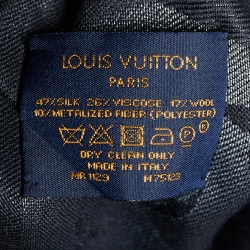 LOUIS VUITTON
PARIS
47%SILK 26% VISCOSE 17% WOOL
10% METALIZED FIBER (POLYESTER)
DRY CLEAN ONLY
MADE IN ITALY
MR 1129 M75123